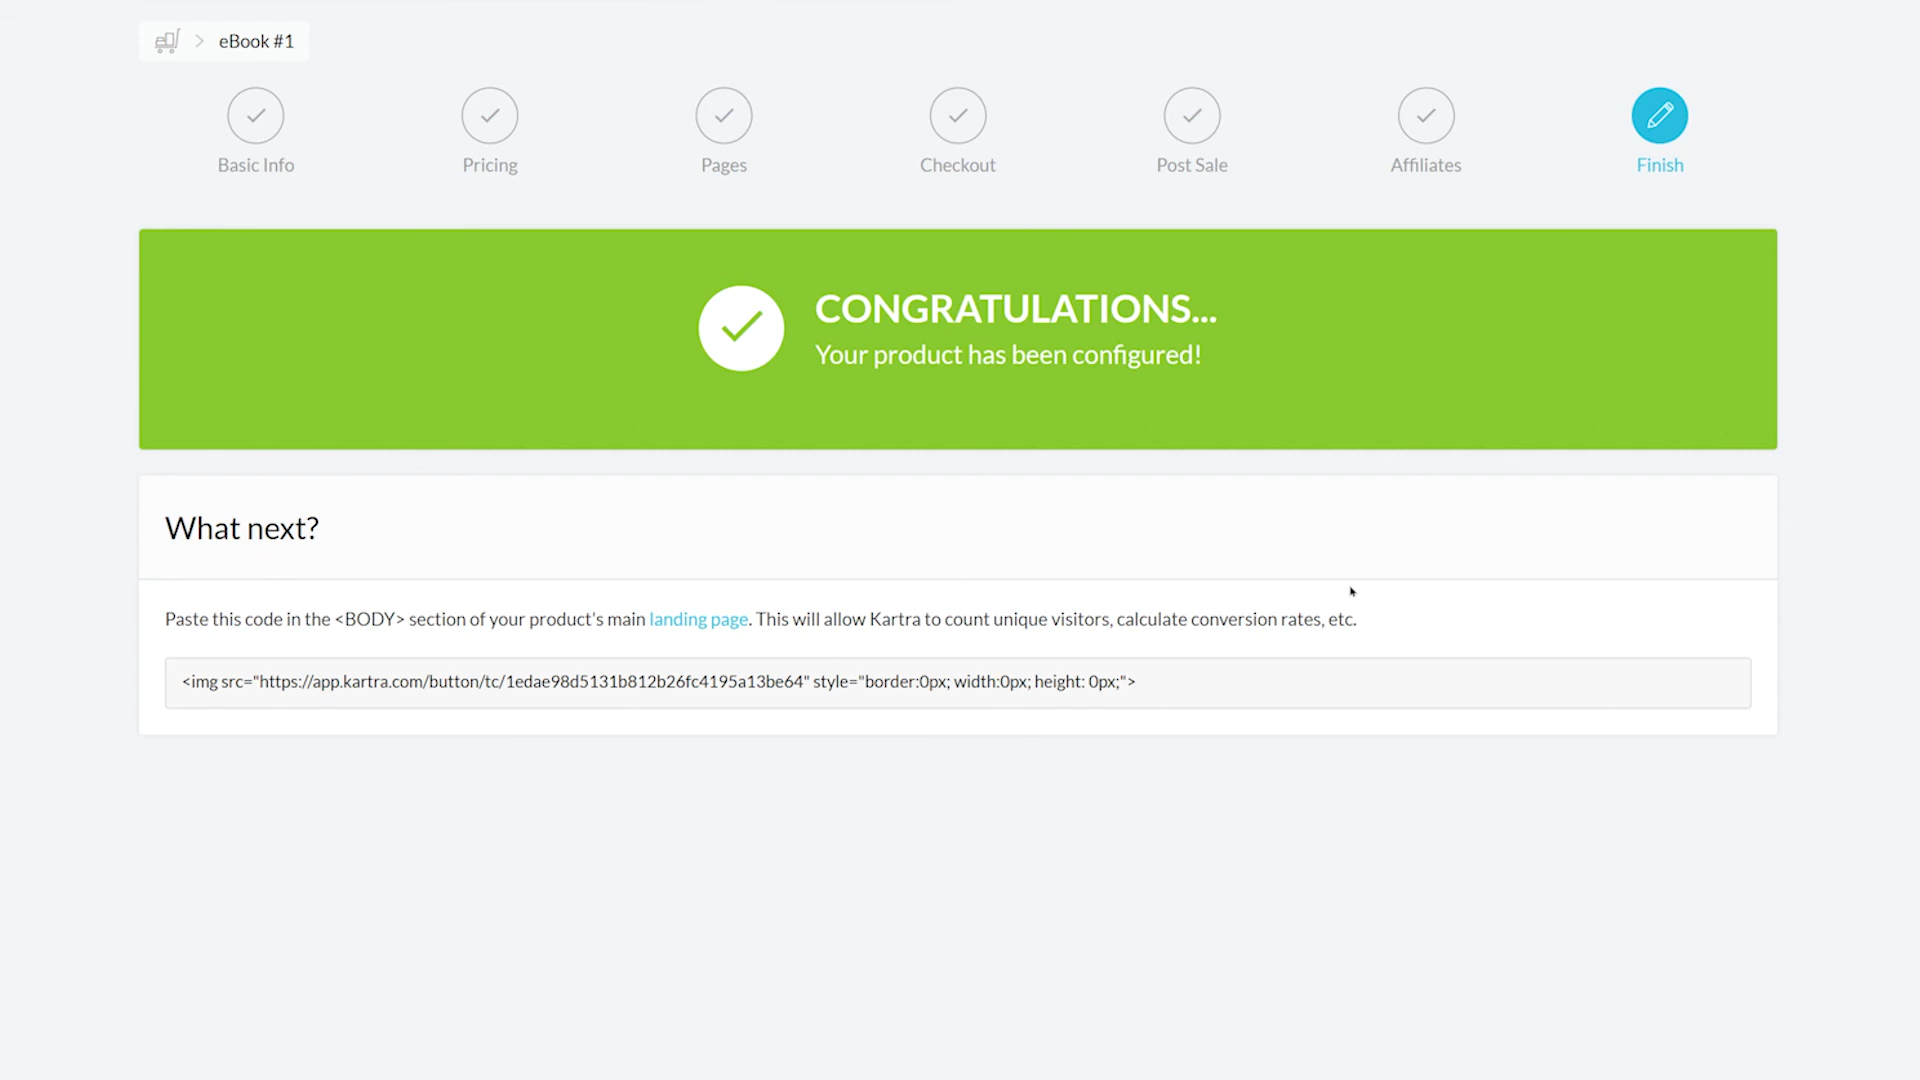 eBook #1
Basic Info
Pricing
Pages
Checkout
Post Sale
Affiliates
Finish
CONGRATULATIONS...
Your product has been configured!
What next?
Paste this code in the <BODY> section of your product's main landing page. This will allow Kartra to count unique visitors, calculate conversion rates, etc.
<img src="https://app.kartra.com/button/tc/1edae98d5131b812b26fc4195a13be64" style="border:0px; width:0px; height: 0px;">